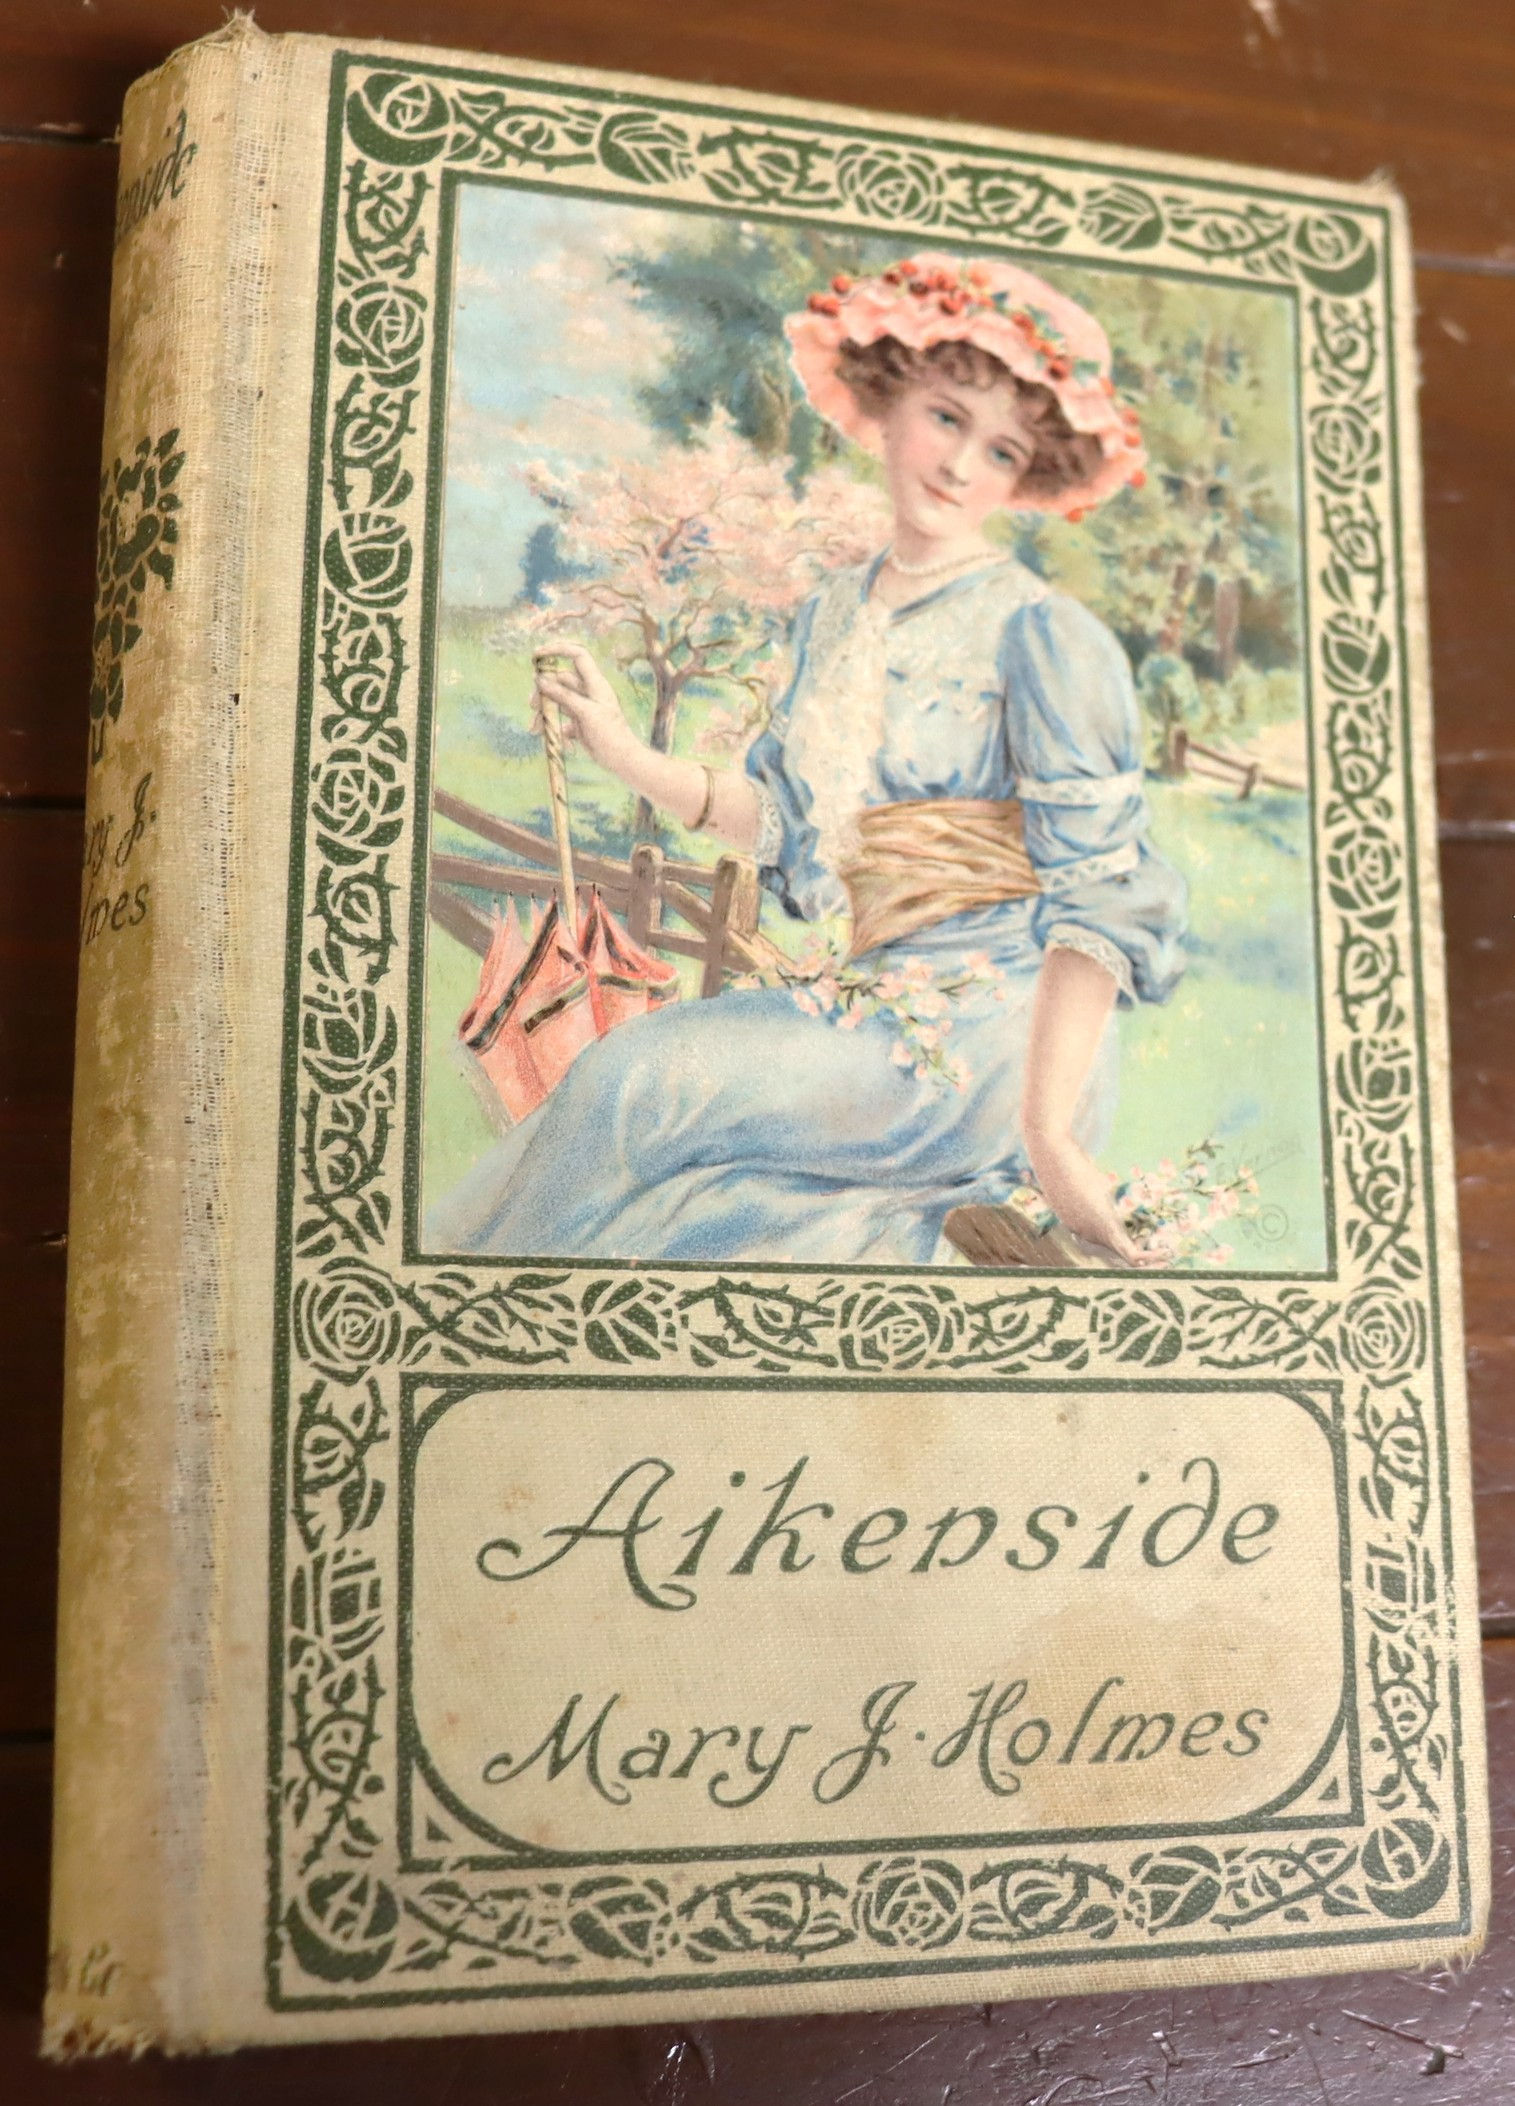 Aikenside
Mary J. Holmes
©
J.